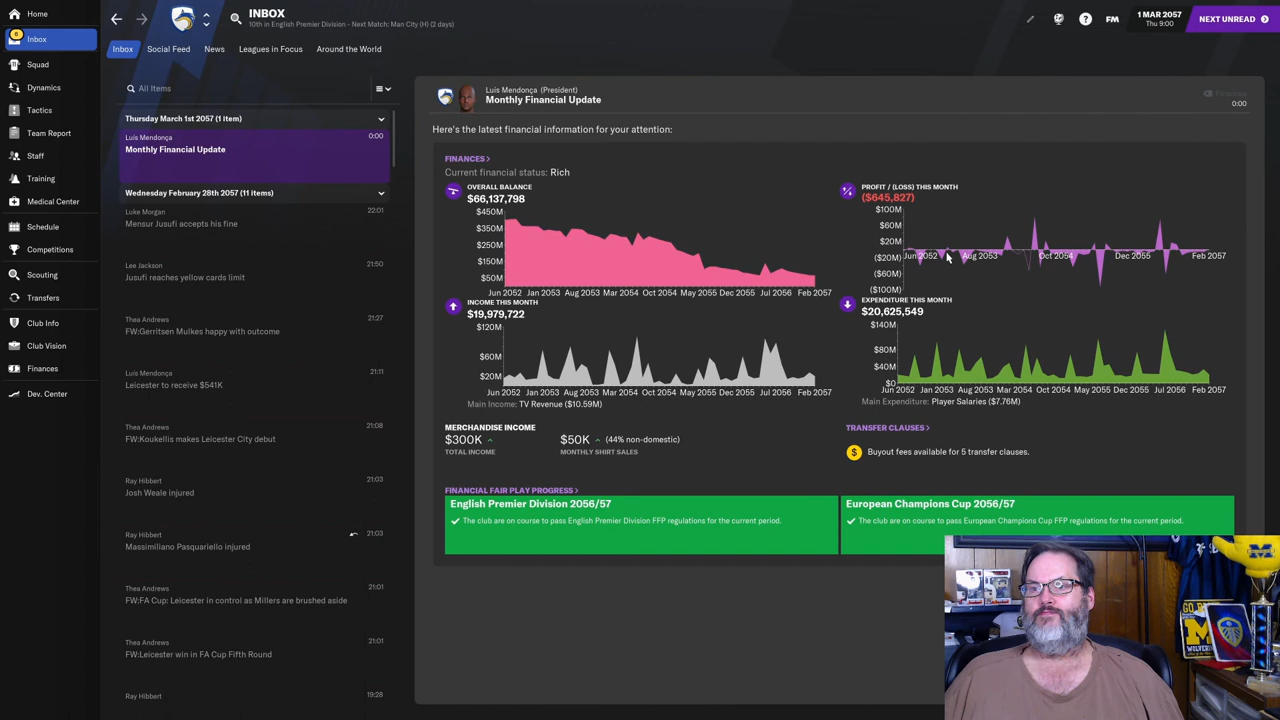 Home
INBOX
10th in English Premier Division - Next Match: Man City (H) (2 days)
FM
1 MAR 2057
Thu 9:00
NEXT UNREAD
6
Inbox
Squad
Dynamics
Tactics
Team Report
Staff
Training
Medical Center
Schedule
Competitions
Scouting
Transfers
Club Info
Club Vision
Finances
Dev. Center
Inbox
Social Feed
News
Leagues in Focus
Around the World
All Items
Thursday March 1st 2057 (1 Item)
Luís Mendonça
0:00
Monthly Financial Update
Wednesday February 28th 2057 (11 items)
Luke Morgan
22:01
Mensur Jusufi accepts his fine
Lee Jackson
21:50
Jusufi reaches yellow cards limit
Thea Andrews
21:27
FW:Gerritsen Mulkes happy with outcome
Luís Mendonça
21:11
Leicester to receive $541K
Thea Andrews
21:08
FW:Koukellis makes Leicester City debut
Ray Hibbert
21:03
Josh Weale injured
Ray Hibbert
21:03
Massimiliano Pasquariello injured
Thea Andrews
21:01
FW:FA Cup: Leicester in control as Millers are brushed aside
Thea Andrews
21:01
FW:Leicester win in FA Cup Fifth Round
Ray Hibbert
19:28
Luís Mendonça (President)
Monthly Financial Update
Finances
0:00
Here's the latest financial information for your attention:
FINANCES
Current financial status: Rich
OVERALL BALANCE
$66,137,798
$450M
$350M
$250M
$150M
$50M
Jun 2052 Jan 2053 Aug 2053 Mar 2054 Oct 2054 May 2055 Dec 2055 Jul 2056 Feb 2057
PROFIT / (LOSS) THIS MONTH
($645,827)
$100M
$60M
$20M
($20M)
($60M)
($100M)
Jun 2052 Aug 2053 Oct 2054 Dec 2055 Feb 2057
INCOME THIS MONTH
$19,979,722
$120M
$60M
$20M
Jun 2052 Jan 2053 Aug 2053 Mar 2054 Oct 2054 May 2055 Dec 2055 Jul 2056 Feb 2057
Main Income: TV Revenue ($10.59M)
EXPENDITURE THIS MONTH
$20,625,549
$140M
$80M
$40M
$0
Jun 2052 Jan 2053 Aug 2053 Mar 2054 Oct 2054 May 2055 Dec 2055 Jul 2056 Feb 2057
Main Expenditure: Player Salaries ($7.76M)
MERCHANDISE INCOME
$300K
TOTAL INCOME
$50K (44% non-domestic)
MONTHLY SHIRT SALES
TRANSFER CLAUSES
$
Buyout fees available for 5 transfer clauses.
FINANCIAL FAIR PLAY PROGRESS
English Premier Division 2056/57
The club are on course to pass English Premier Division FFP regulations for the current period.
European Champions Cup 2056/57
The club are on course to pass European Champions Cup FFP regulations for the current period.